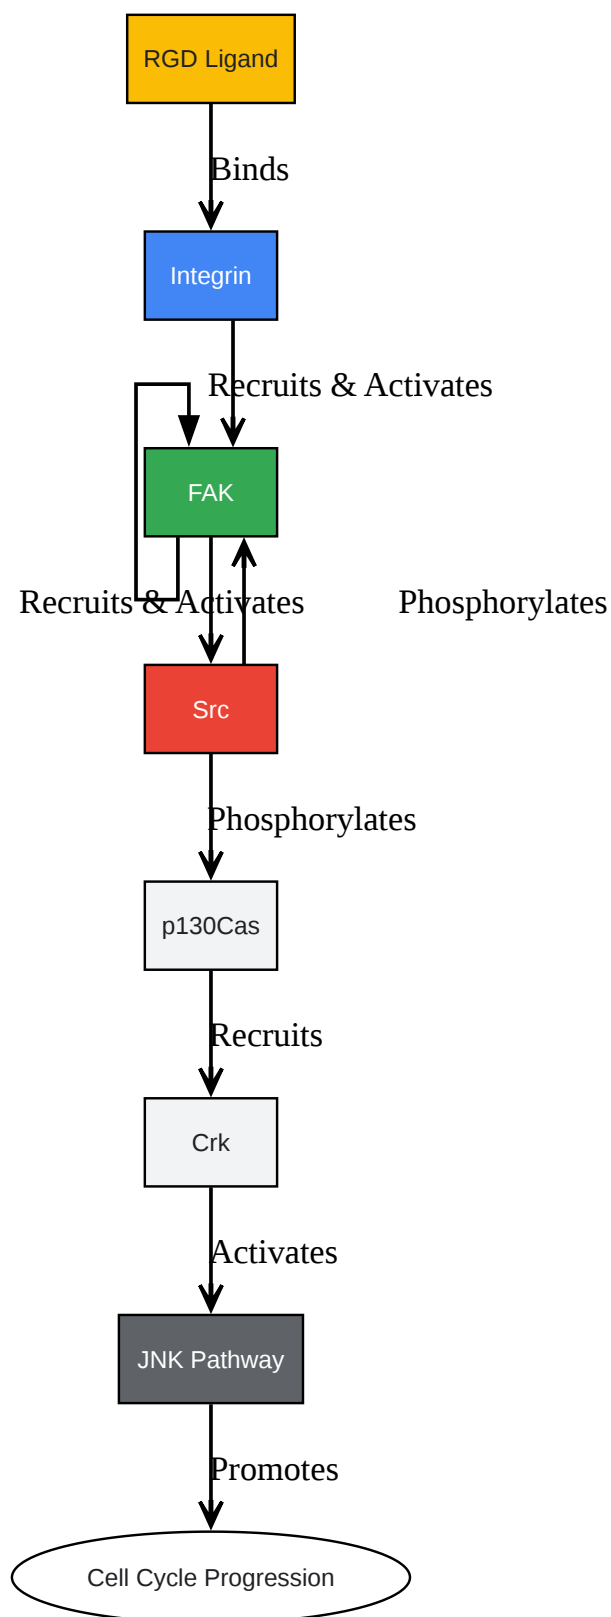 RGD Ligand
Binds
Integrin
Recruits & Activates
FAK
Recruits & Activates
Phosphorylates
Src
Phosphorylates
p130Cas
Recruits
Crk
Activates
JNK Pathway
Promotes
Cell Cycle Progression